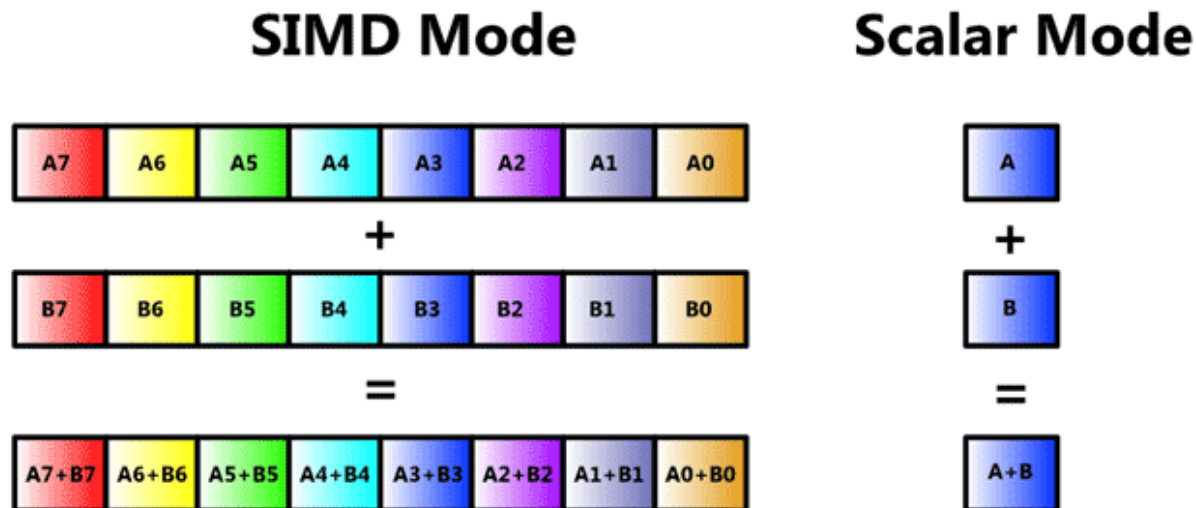 SIMD Mode Scalar Mode
A7 A6 A5 A4 A3 A2 A1 A0 A
+ +
B7 B6 B5 B4 B3 B2 B1 B0 B
= =
A7+B7 A6+B6 A5+B5 A4+B4 A3+B3 A2+B2 A1+B1 A0+B0 A+B